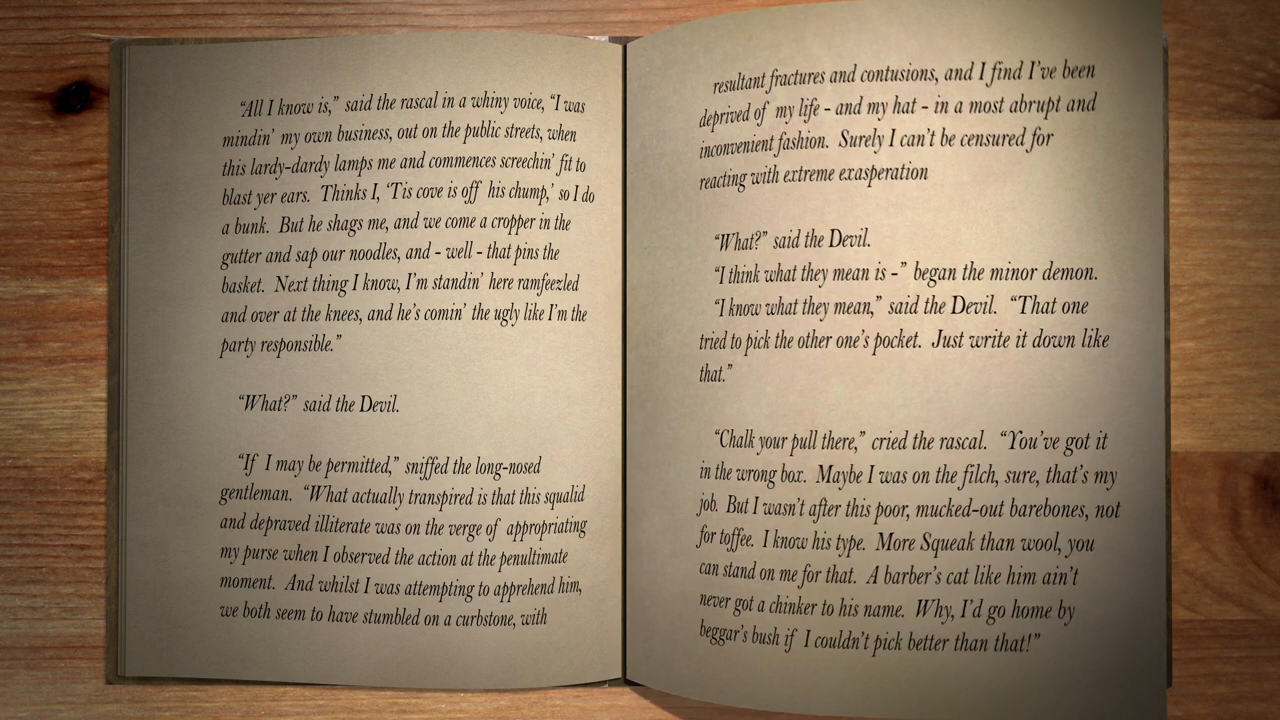 “All I know is,” said the rascal in a whiny voice, “I was
mindin’ my own business, out on the public streets, when
this lardy-dardy lamps me and commences screechin’ fit to
blast yer ears. Thinks I, ‘Tis cove is off his chump,’ so I do
a bunk. But he shags me, and we come a cropper in the
gutter and sap our noodles, and - well - that pins the
basket. Next thing I know, I’m standin’ here ramfeezled
and over at the knees, and he’s comin’ the ugly like I’m the
party responsible.”
“What?” said the Devil.
“If I may be permitted,” sniffed the long-nosed
gentleman. “What actually transpired is that this squalid
and depraved illiterate was on the verge of appropriating
my purse when I observed the action at the penultimate
moment. And whilst I was attempting to apprehend him,
we both seem to have stumbled on a curbstone, with
resultant fractures and contusions, and I find I’ve been
deprived of my life - and my hat - in a most abrupt and
inconvenient fashion. Surely I can’t be censured for
reacting with extreme exasperation
“What?” said the Devil.
“I think what they mean is -” began the minor demon.
“I know what they mean,” said the Devil. “That one
tried to pick the other one’s pocket. Just write it down like
that.”
“Chalk your pull there,” cried the rascal. “You’ve got it
in the wrong box. Maybe I was on the filch, sure, that’s my
job. But I wasn’t after this poor, mucked-out barebones, not
for toffee. I know his type. More Squeak than wool, you
can stand on me for that. A barber’s cat like him ain’t
never got a chinker to his name. Why, I’d go home by
beggar’s bush if I couldn’t pick better than that!”